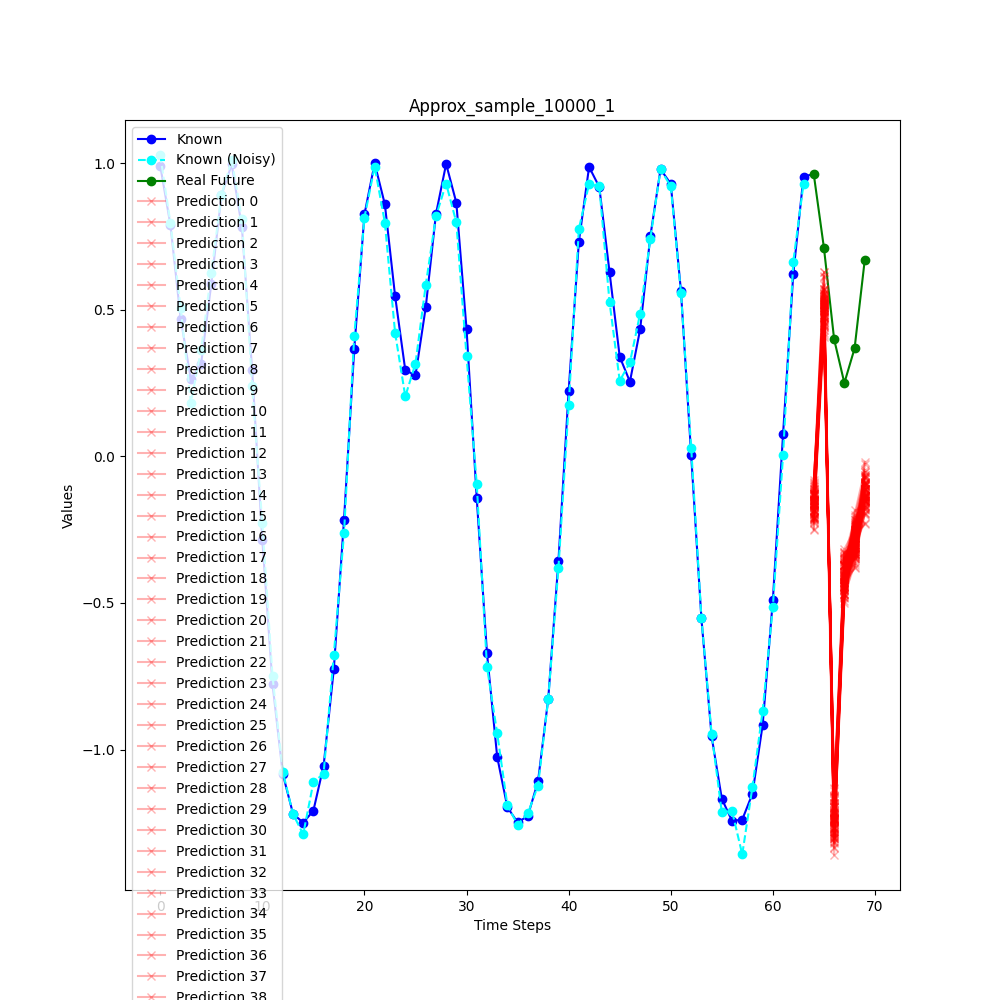 Approx_sample_10000_1
Known
Known (Noisy)
Real Future
Prediction 0
Prediction 1
Prediction 2
Prediction 3
Prediction 4
Prediction 5
Prediction 6
Prediction 7
Prediction 8
Prediction 9
Prediction 10
Prediction 11
Prediction 12
Prediction 13
Prediction 14
Prediction 15
Prediction 16
Prediction 17
Prediction 18
Prediction 19
Prediction 20
Prediction 21
Prediction 22
Prediction 23
Prediction 24
Prediction 25
Prediction 26
Prediction 27
Prediction 28
Prediction 29
Prediction 30
Prediction 31
Prediction 32
Prediction 33
Prediction 34
Prediction 35
Prediction 36
Prediction 37
Prediction 38
1.0
0.5
0.0
−0.5
−1.0
Values
0 10 20 30 40 50 60 70
Time Steps